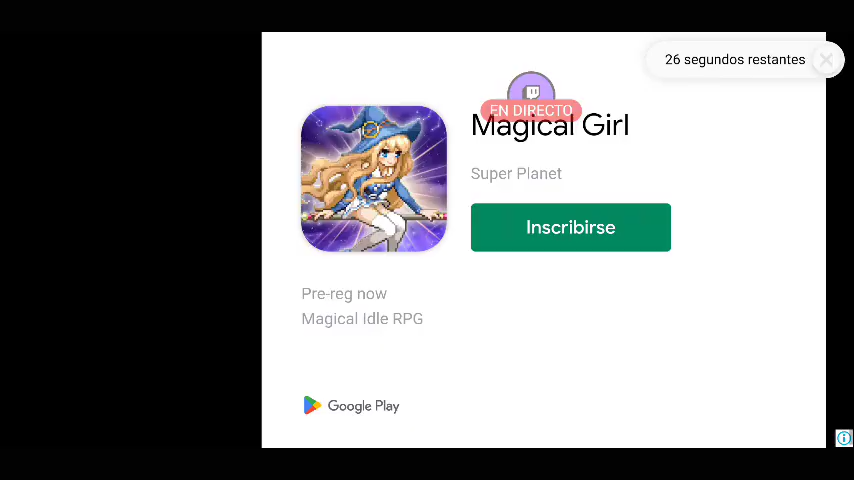 26 segundos restantes
EN DIRECTO
Magical Girl
Super Planet
Inscribirse
Pre-reg now
Magical Idle RPG
Google Play